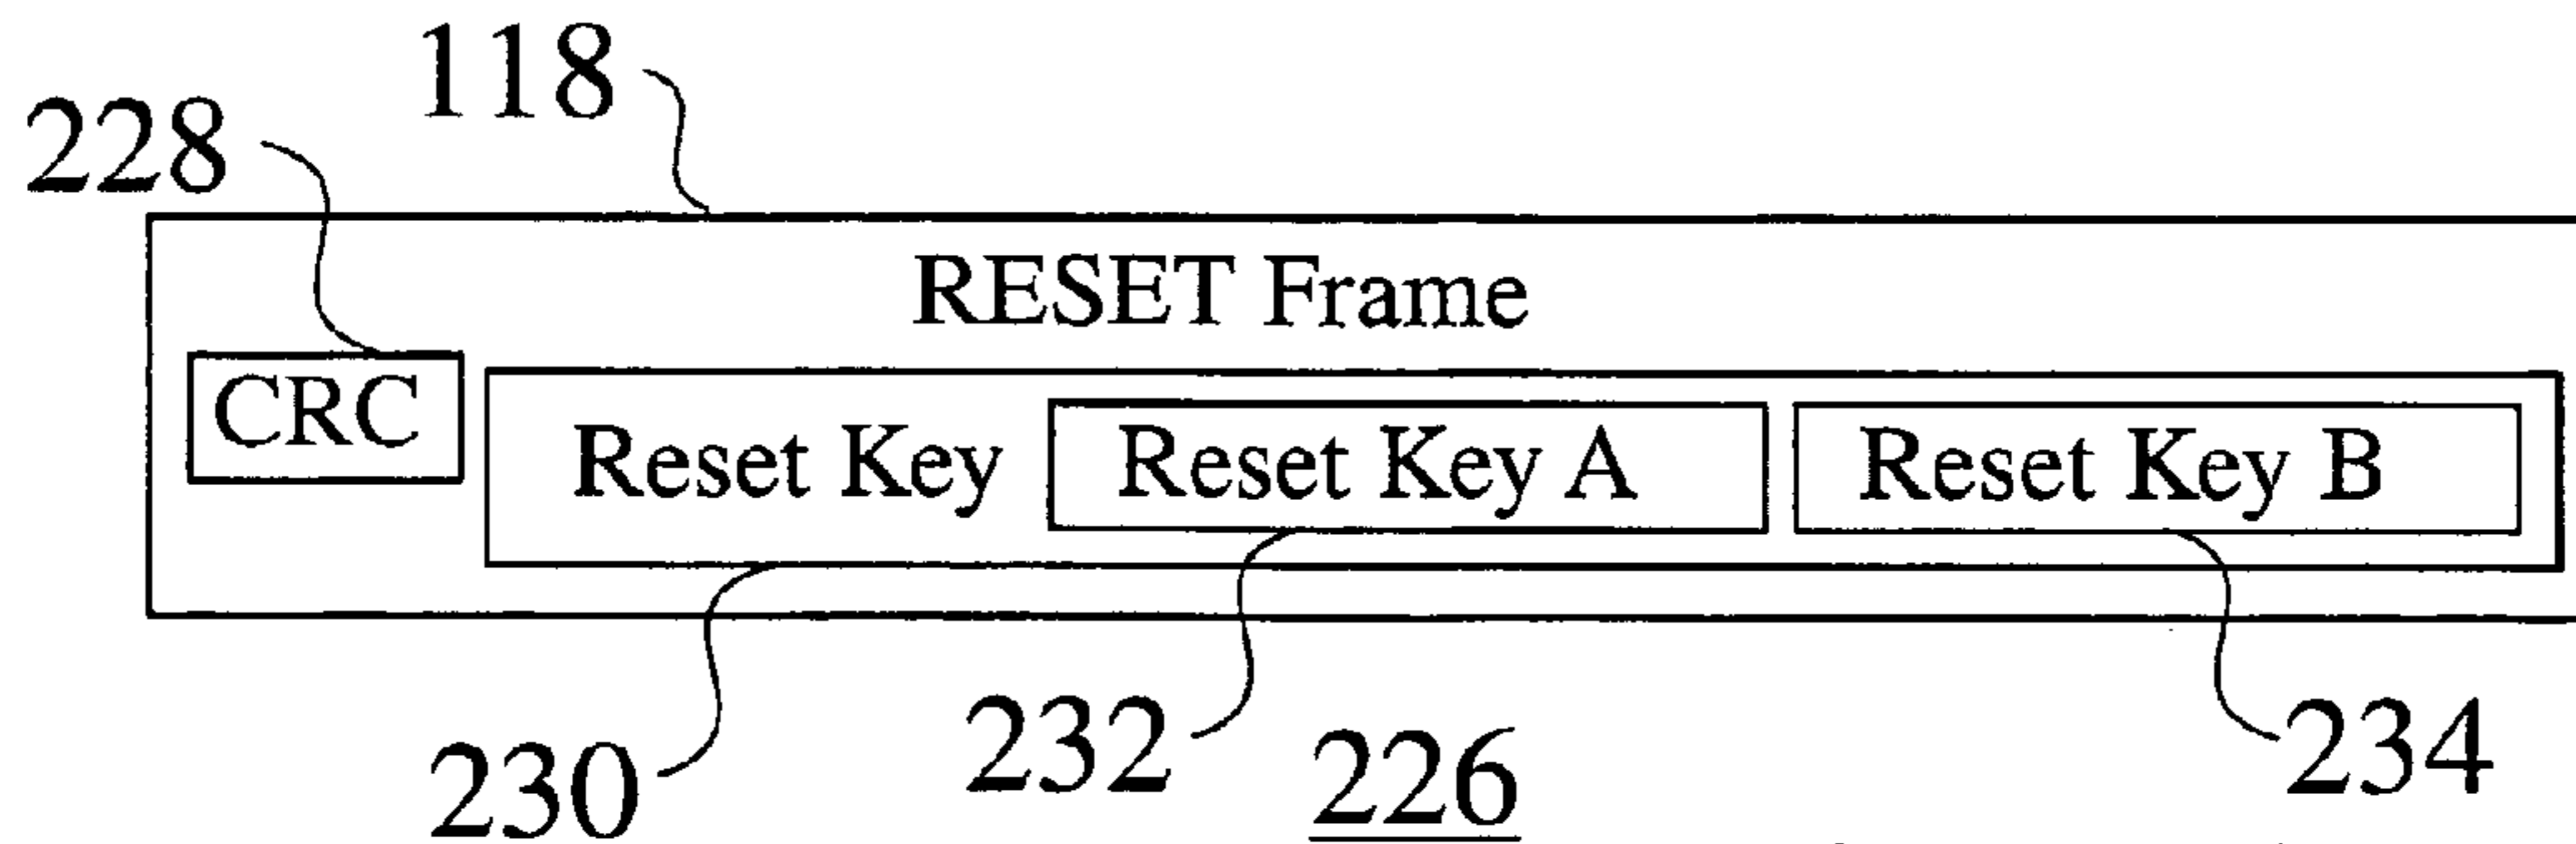 118
228
RESET Frame
CRC
Reset Key
Reset Key A
Reset Key B
230
232
226
234